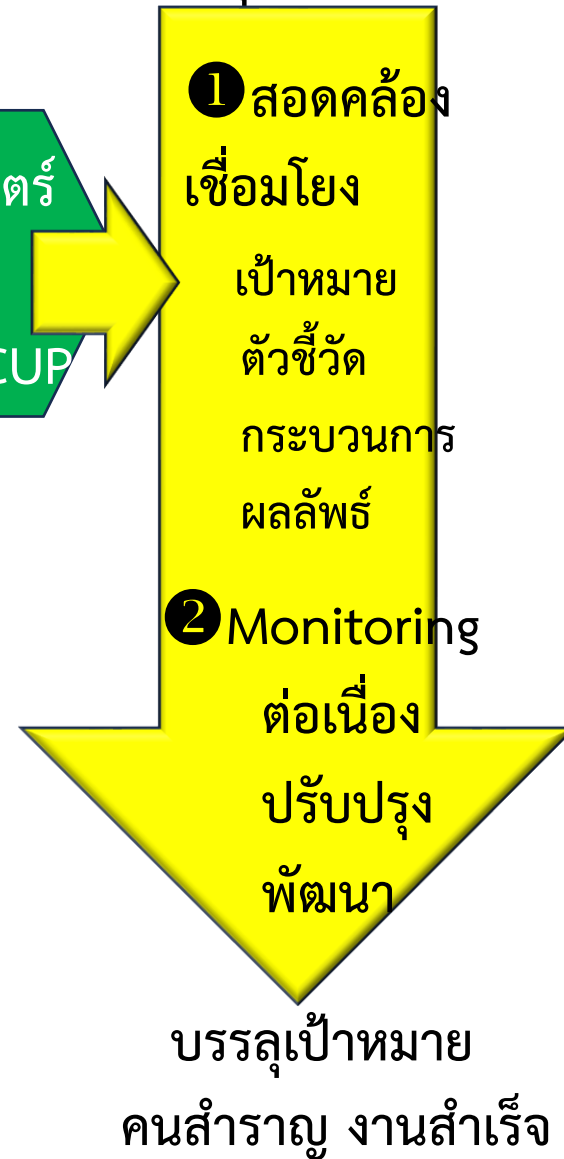 ❶สอดคล้อง
เชื่อมโยง
เป้าหมาย
ตัวชี้วัด
กระบวนการ
ผลลัพธ์
❷Monitoring
ต่อเนื่อง
ปรับปรุง
พัฒนา
บรรลุเป้าหมาย
คนสำราญ งานสำเร็จ
ตร์
CUP